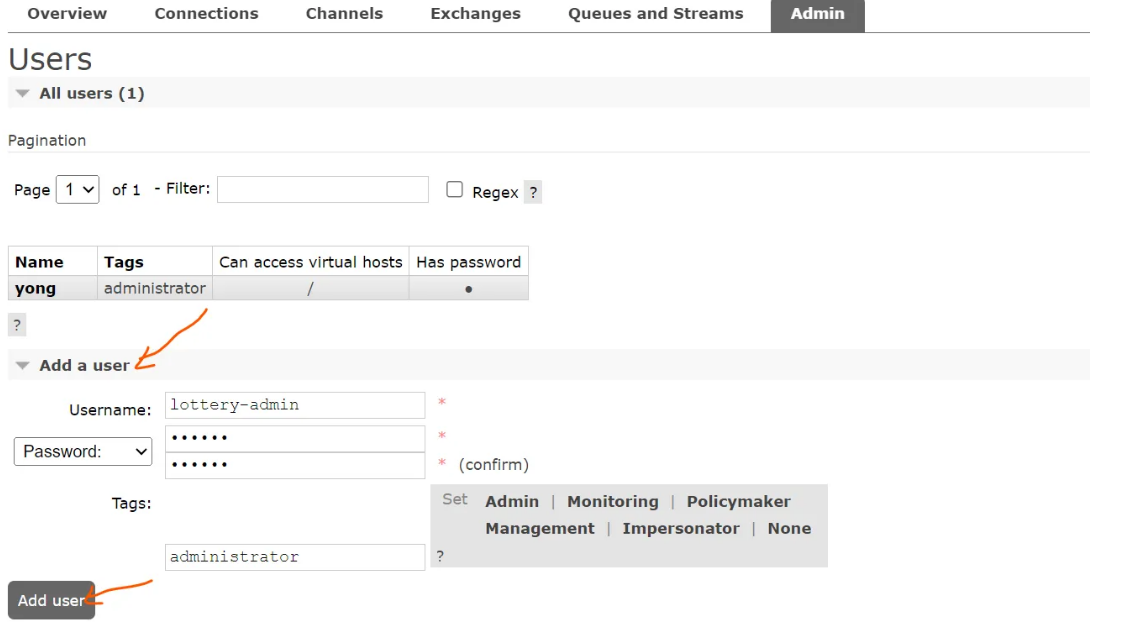 Overview Connections Channels Exchanges Queues and Streams Admin
Users
All users (1)
Pagination
Page 1 of 1 - Filter: Regex ?
Name Tags Can access virtual hosts Has password
yong administrator / ●
?
Add a user
Username: lottery-admin *
Password: •••••• *
•••••• * (confirm)
Tags: Set Admin | Monitoring | Policymaker
Management | Impersonator | None
administrator ?
Add user